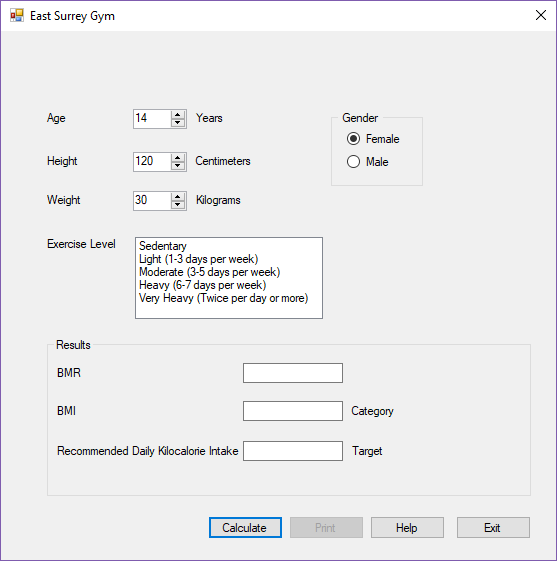 East Surrey Gym
Age 14 Years
Gender
Female
Height 120 Centimeters
Male
Weight 30 Kilograms
Exercise Level
Sedentary
Light (1-3 days per week)
Moderate (3-5 days per week)
Heavy (6-7 days per week)
Very Heavy (Twice per day or more)
Results
BMR
BMI Category
Recommended Daily Kilocalorie Intake Target
Calculate Print Help Exit